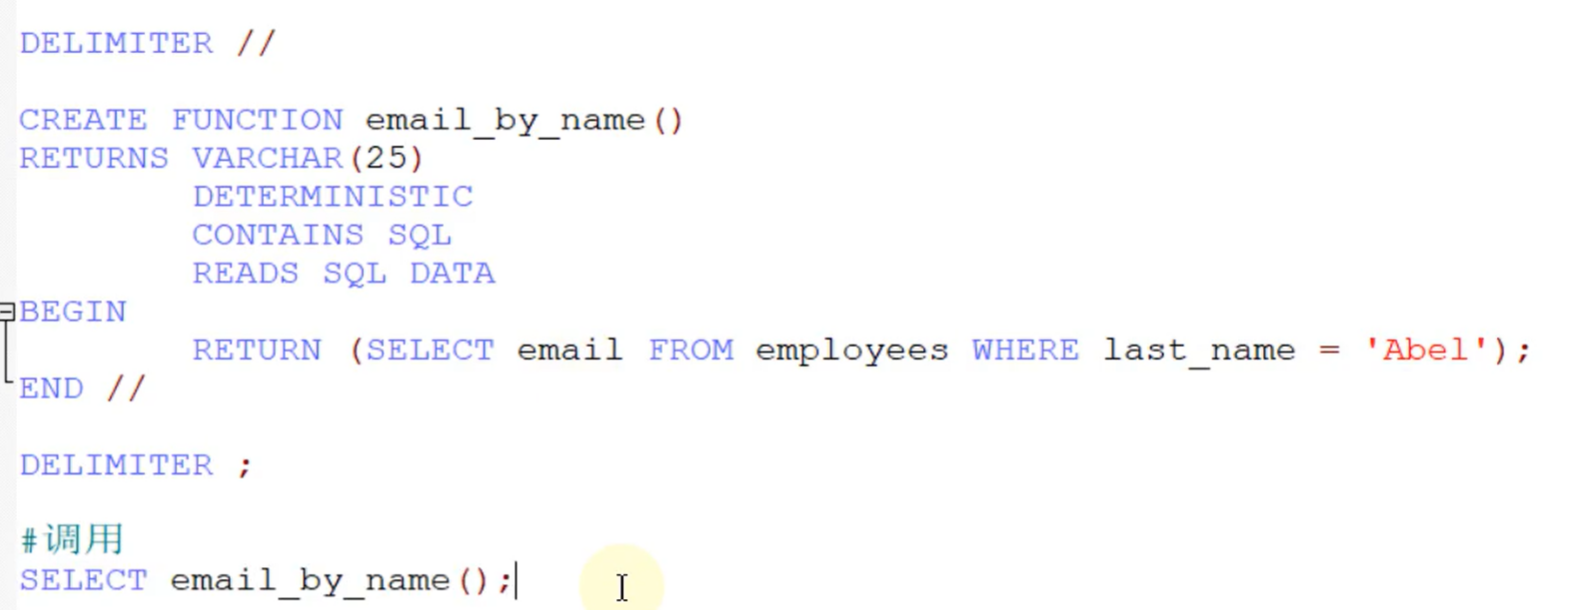 DELIMITER //
CREATE FUNCTION email_by_name()
RETURNS VARCHAR(25)
DETERMINISTIC
CONTAINS SQL
READS SQL DATA
BEGIN
RETURN (SELECT email FROM employees WHERE last_name = 'Abel');
END //
DELIMITER ;
#调用
SELECT email_by_name();